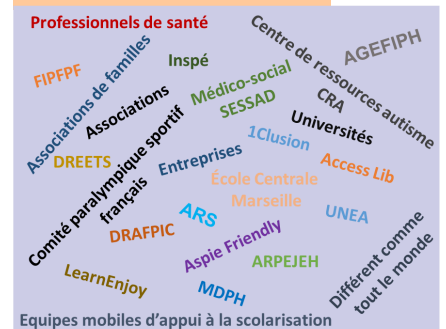 Professionnels de santé
Centre de ressources autisme
CRA
AGEFIPH
FIPFPF
Associations de familles
Inspé
Associations
Médico-social
SESSAD
Universités
1Clusion
DREETS
Entreprises
Access Lib
Comité paralympique sportif
français
École Centrale
Marseille
ARS
UNEA
DRAFPIC
Aspie Friendly
ARPEJEH
Différent comme
tout le monde
LearnEnjoy
MDPH
Equipes mobiles d'appui à la scolarisation